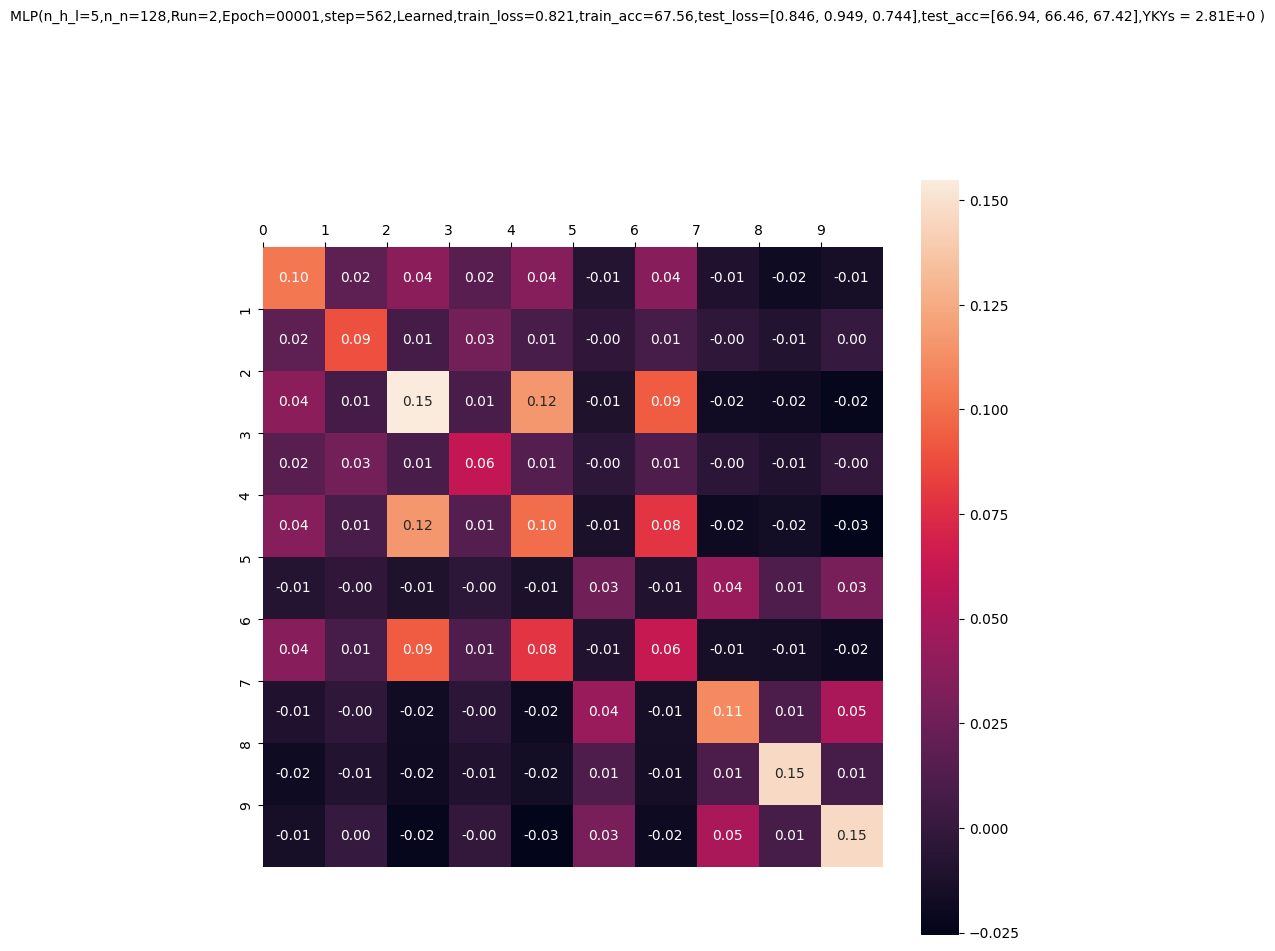 MLP(n_h_l=5,n_n=128,Run=2,Epoch=00001,step=562,Learned,train_loss=0.821,train_acc=67.56,test_loss=[0.846, 0.949, 0.744],test_acc=[66.94, 66.46, 67.42],YKYs = 2.81E+0 )
0 1 2 3 4 5 6 7 8 9
0.10 0.02 0.04 0.02 0.04 -0.01 0.04 -0.01 -0.02 -0.01
1
0.02 0.09 0.01 0.03 0.01 -0.00 0.01 -0.00 -0.01 0.00
2
0.04 0.01 0.15 0.01 0.12 -0.01 0.09 -0.02 -0.02 -0.02
3
0.02 0.03 0.01 0.06 0.01 -0.00 0.01 -0.00 -0.01 -0.00
4
0.04 0.01 0.12 0.01 0.10 -0.01 0.08 -0.02 -0.02 -0.03
5
-0.01 -0.00 -0.01 -0.00 -0.01 0.03 -0.01 0.04 0.01 0.03
6
0.04 0.01 0.09 0.01 0.08 -0.01 0.06 -0.01 -0.01 -0.02
7
-0.01 -0.00 -0.02 -0.00 -0.02 0.04 -0.01 0.11 0.01 0.05
8
-0.02 -0.01 -0.02 -0.01 -0.02 0.01 -0.01 0.01 0.15 0.01
9
-0.01 0.00 -0.02 -0.00 -0.03 0.03 -0.02 0.05 0.01 0.15
0.150
0.125
0.100
0.075
0.050
0.025
0.000
−0.025